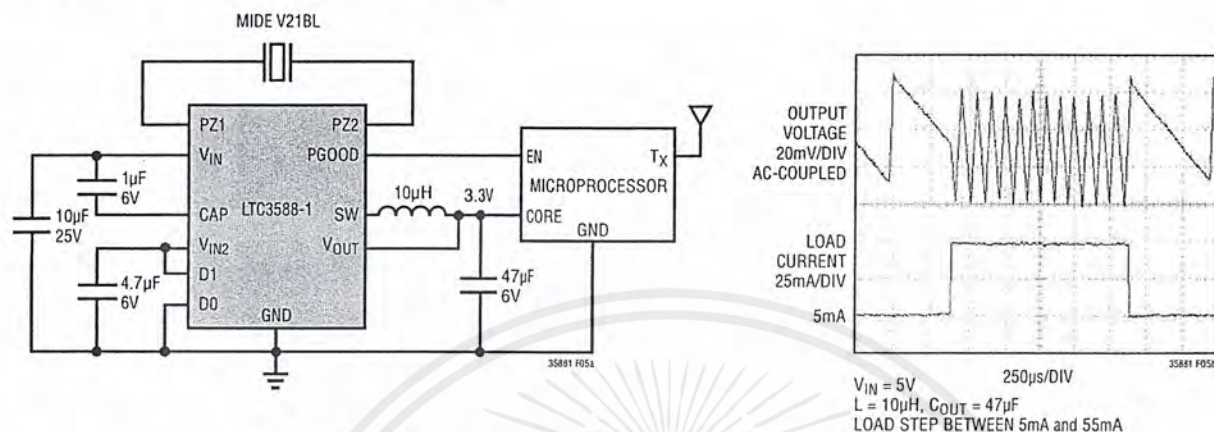 MIDE V21BL
PZ1
PZ2
VIN
PGOOD
EN
TX
MICROPROCESSOR
1µF
6V
10µH
3.3V
CAP
LTC3588-1
SW
CORE
10µF
25V
GND
VIN2
VOUT
4.7µF
6V
D1
47µF
6V
D0
GND
35881 F05a
OUTPUT
VOLTAGE
20mV/DIV
AC-COUPLED
LOAD
CURRENT
25mA/DIV
5mA
250µs/DIV
35881 F05b
VIN = 5V
L = 10µH, COUT = 47µF
LOAD STEP BETWEEN 5mA and 55mA